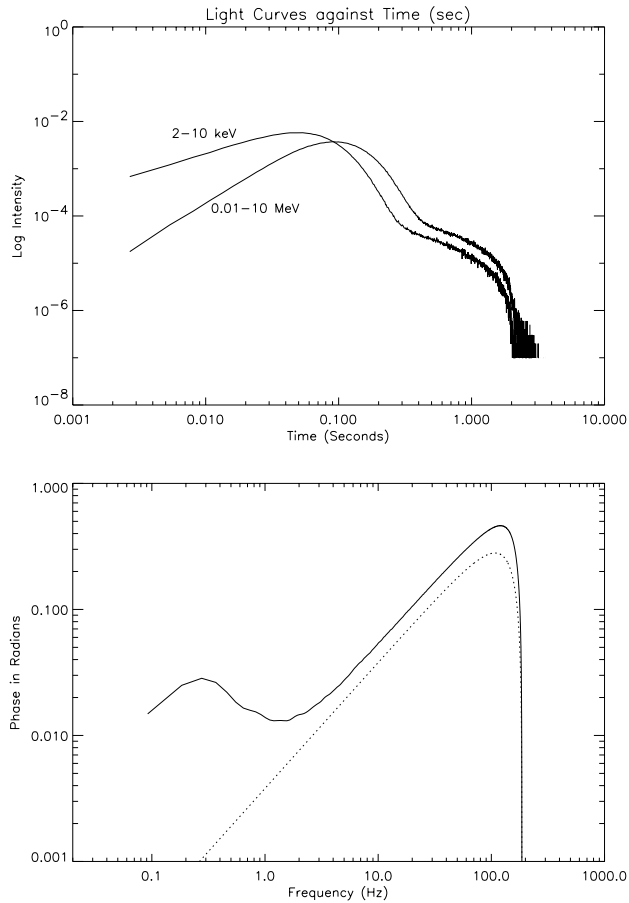 Light Curves against Time (sec)
10^0
10^-2
10^-4
10^-6
10^-8
Log Intensity
2-10 keV
0.01-10 MeV
0.001
0.010
0.100
1.000
10.000
Time (Seconds)
1.000
0.100
0.010
0.001
Phase in Radians
0.1
1.0
10.0
100.0
1000.0
Frequency (Hz)